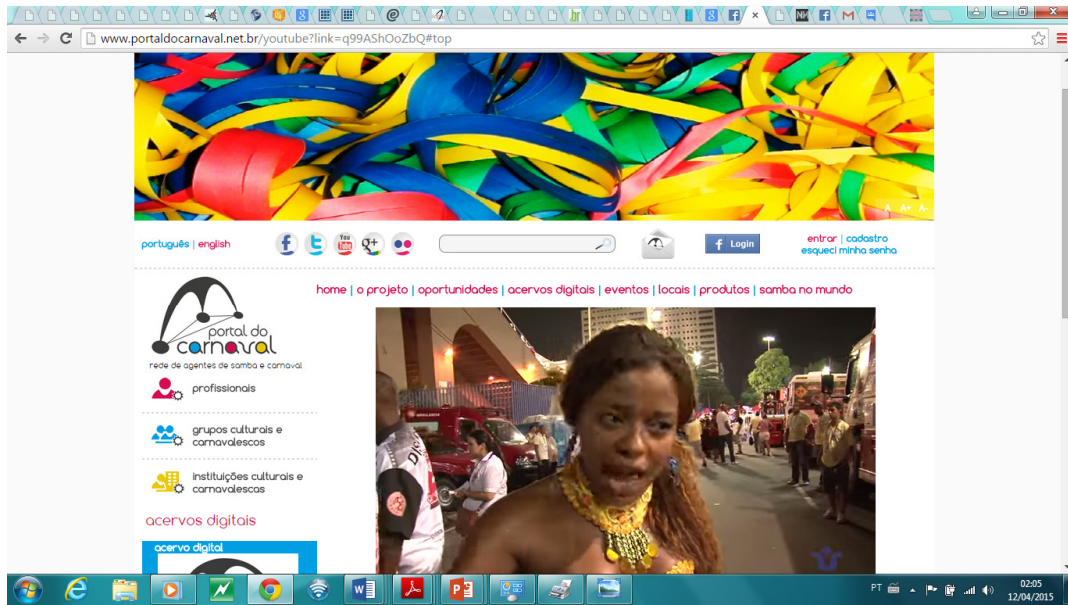 www.portaldocarnaval.net.br/youtube?link=q99AShOoZbQ#top
A A+ A-
português | english
You
Tube
g+
f Login
entrar | cadastro
esqueci minha senha
home | o projeto | oportunidades | acervos digitais | eventos | locais | produtos | samba no mundo
portal do
carnaval
rede de agentes de samba e carnaval
profissionais
grupos culturais e
carnavalescos
instituições culturais e
carnavalescas
acervos digitais
acervo digital
PT
02:05
12/04/2015